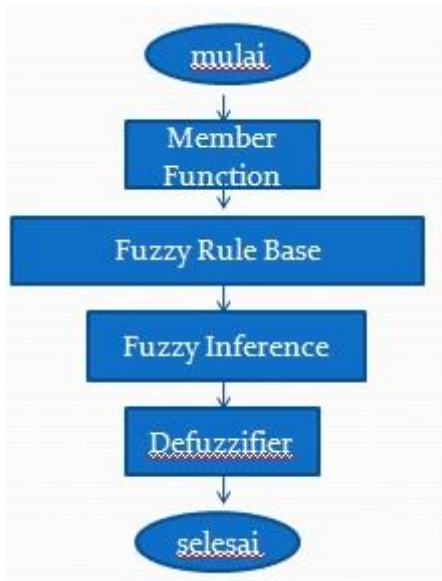 mulai
Member
Function
Fuzzy Rule Base
Fuzzy Inference
Defuzzifier
selesai